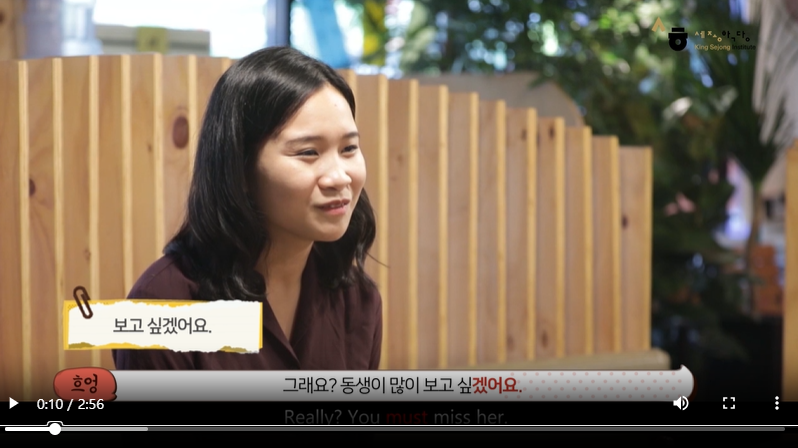 세종학당
King Sejong Institute
보고 싶겠어요.
흐엉
그래요? 동생이 많이 보고 싶겠어요.
Really? You must miss her.
0:10 / 2:56